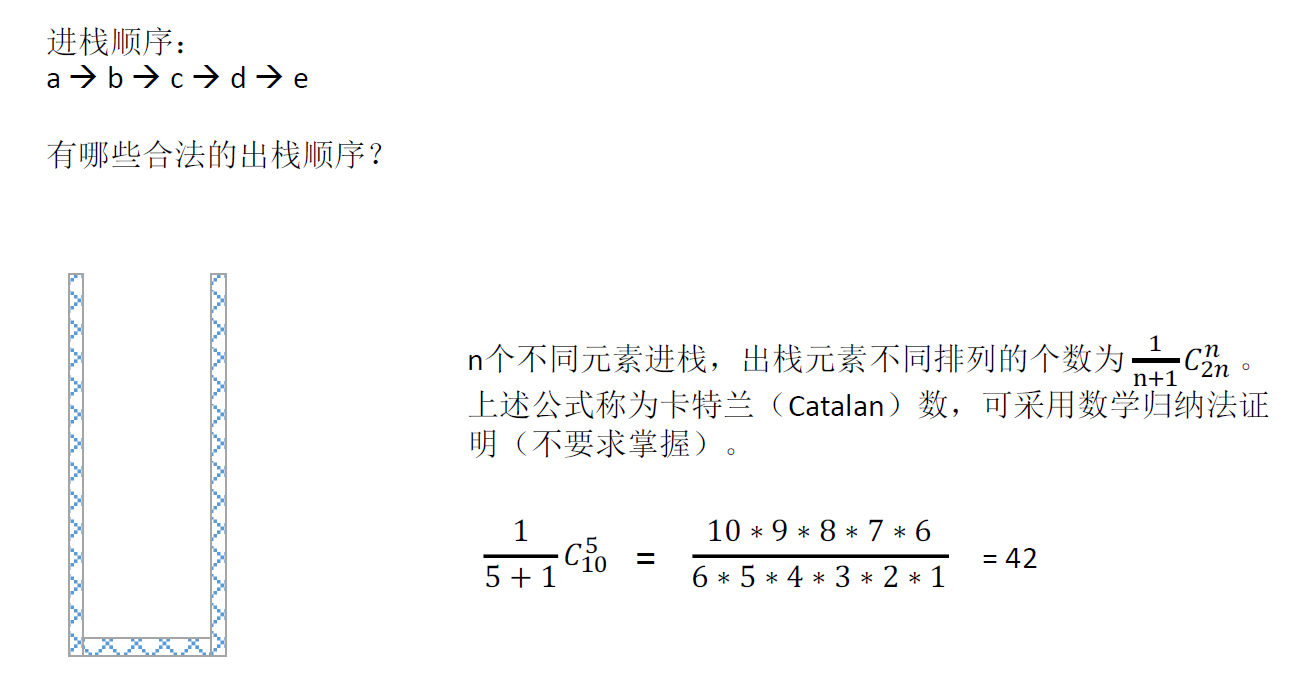 进栈顺序：
a → b → c → d → e
有哪些合法的出栈顺序？
n个不同元素进栈，出栈元素不同排列的个数为 \frac{1}{n+1}C_{2n}^{n} 。
上述公式称为卡特兰（Catalan）数，可采用数学归纳法证
明（不要求掌握）。
\frac{1}{5 + 1}C_{10}^{5} = \frac{10 * 9 * 8 * 7 * 6}{6 * 5 * 4 * 3 * 2 * 1} = 42